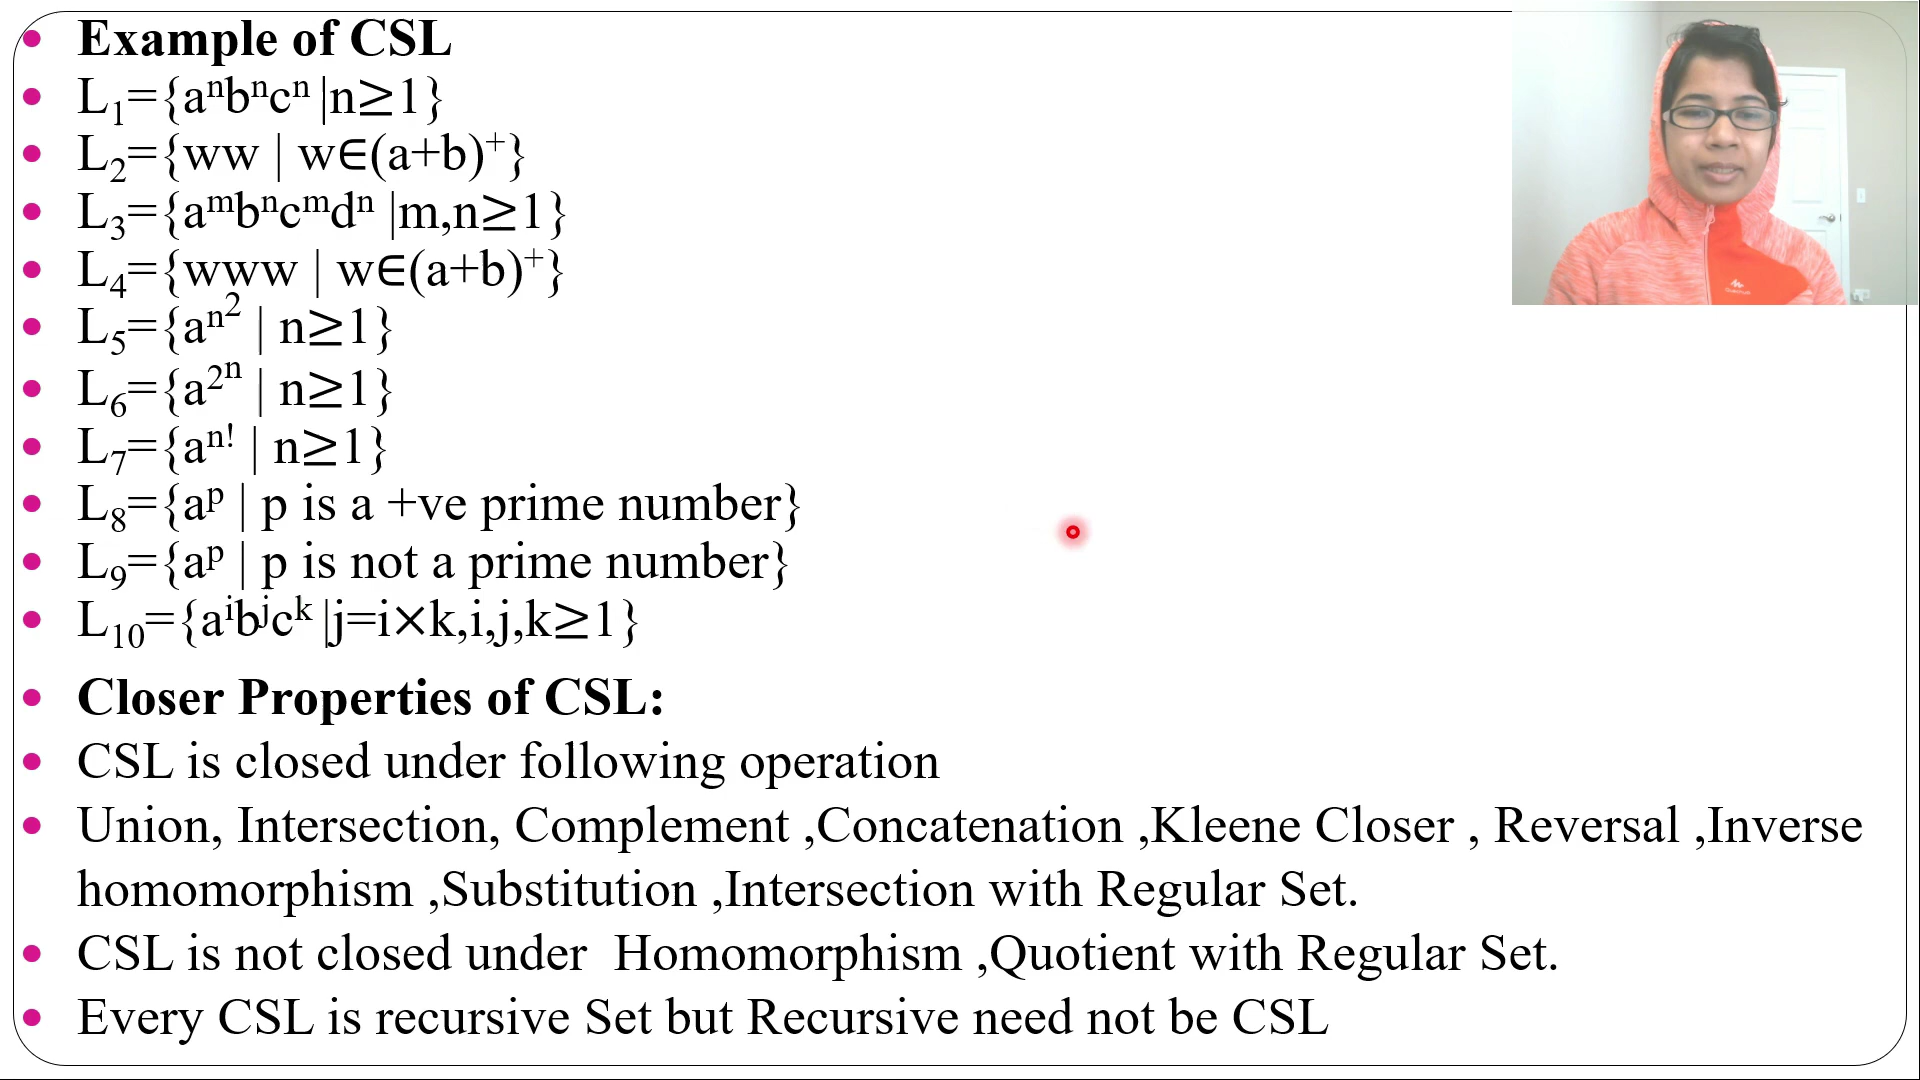 Example of CSL
L₁={aⁿbⁿcⁿ |n≥1}
L₂={ww | w∈(a+b)⁺}
L₃={aᵐbⁿcᵐdⁿ |m,n≥1}
L₄={www | w∈(a+b)⁺}
L₅={a^n^2 | n≥1}
L₆={a^2^n | n≥1}
L₇={a^n! | n≥1}
L₈={aᵖ | p is a +ve prime number}
L₉={aᵖ | p is not a prime number}
L₁₀={aⁱbʲcᵏ |j=i×k,i,j,k≥1}
Closer Properties of CSL:
CSL is closed under following operation
Union, Intersection, Complement ,Concatenation ,Kleene Closer , Reversal ,Inverse
homomorphism ,Substitution ,Intersection with Regular Set.
CSL is not closed under  Homomorphism ,Quotient with Regular Set.
Every CSL is recursive Set but Recursive need not be CSL